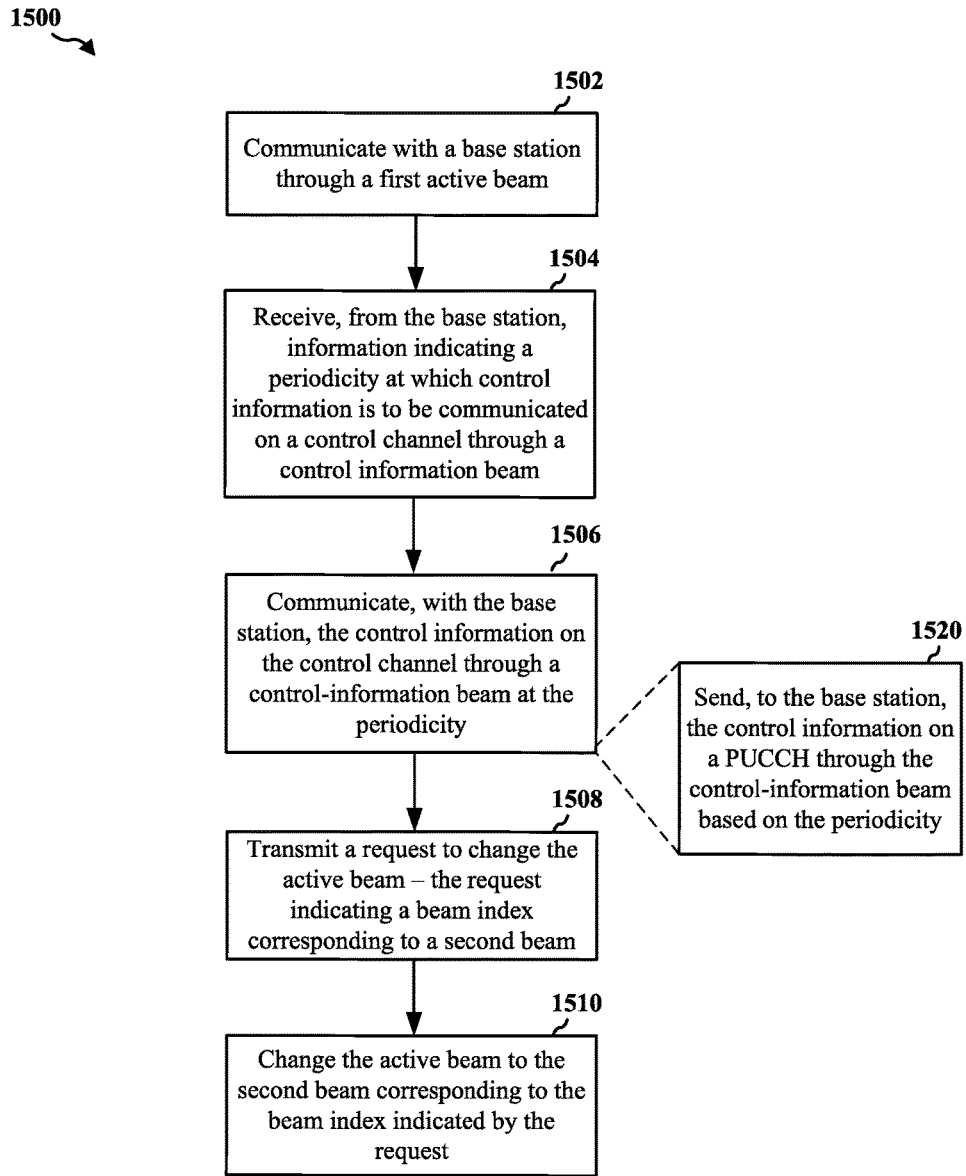 1500
1502
Communicate with a base station
through a first active beam
1504
Receive, from the base station,
information indicating a
periodicity at which control
information is to be communicated
on a control channel through a
control information beam
1506
Communicate, with the base
station, the control information on
the control channel through a
control-information beam at the
periodicity
1520
Send, to the base station,
the control information on
a PUCCH through the
control-information beam
based on the periodicity
1508
Transmit a request to change the
active beam – the request
indicating a beam index
corresponding to a second beam
1510
Change the active beam to the
second beam corresponding to the
beam index indicated by the
request